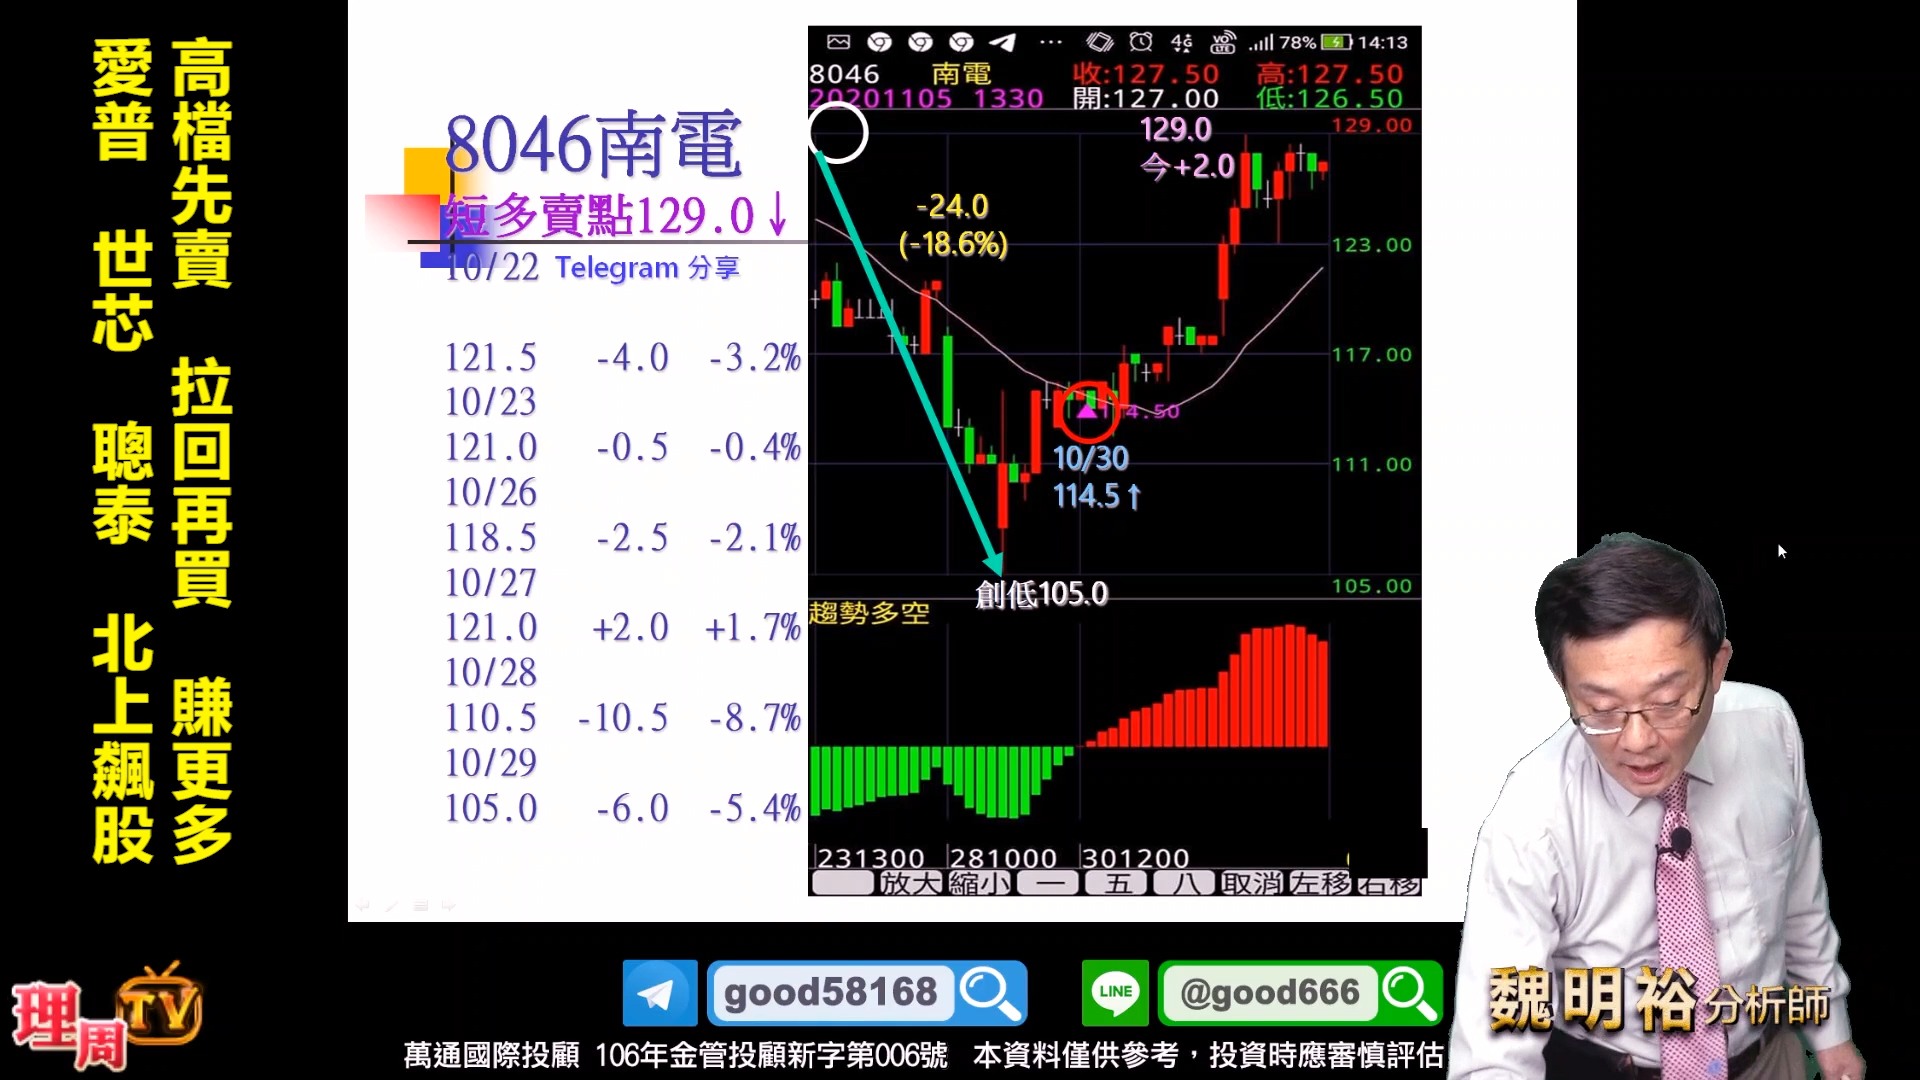 高檔先賣 拉回再買 賺更多
愛普 世芯 聰泰 北上飆股
8046南電
短多賣點129.0↓
10/22 Telegram 分享
121.5 -4.0 -3.2%
10/23
121.0 -0.5 -0.4%
10/26
118.5 -2.5 -2.1%
10/27
121.0 +2.0 +1.7%
10/28
110.5 -10.5 -8.7%
10/29
105.0 -6.0 -5.4%
78% 14:13
8046 南電 收:127.50 高:127.50
20201105 1330 開:127.00 低:126.50
129.00
129.0
今+2.0
-24.0
(-18.6%)
123.00
117.00
4.50
10/30
114.5↑
111.00
105.00
創低105.0
趨勢多空
231300 281000 301200
放大 縮小 一 五 八 取消 左移 右移
理周TV
good58168
LINE
@good666
魏明裕分析師
萬通國際投顧 106年金管投顧新字第006號 本資料僅供參考，投資時應審慎評估